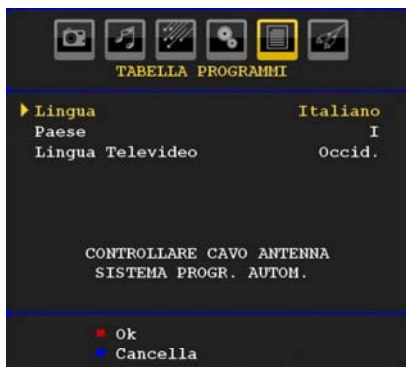 TABELLA PROGRAMMI
Lingua Italiano
Paese I
Lingua Televideo Occid.
CONTROLLARE CAVO ANTENNA
SISTEMA PROGR. AUTOM.
Ok
Cancella